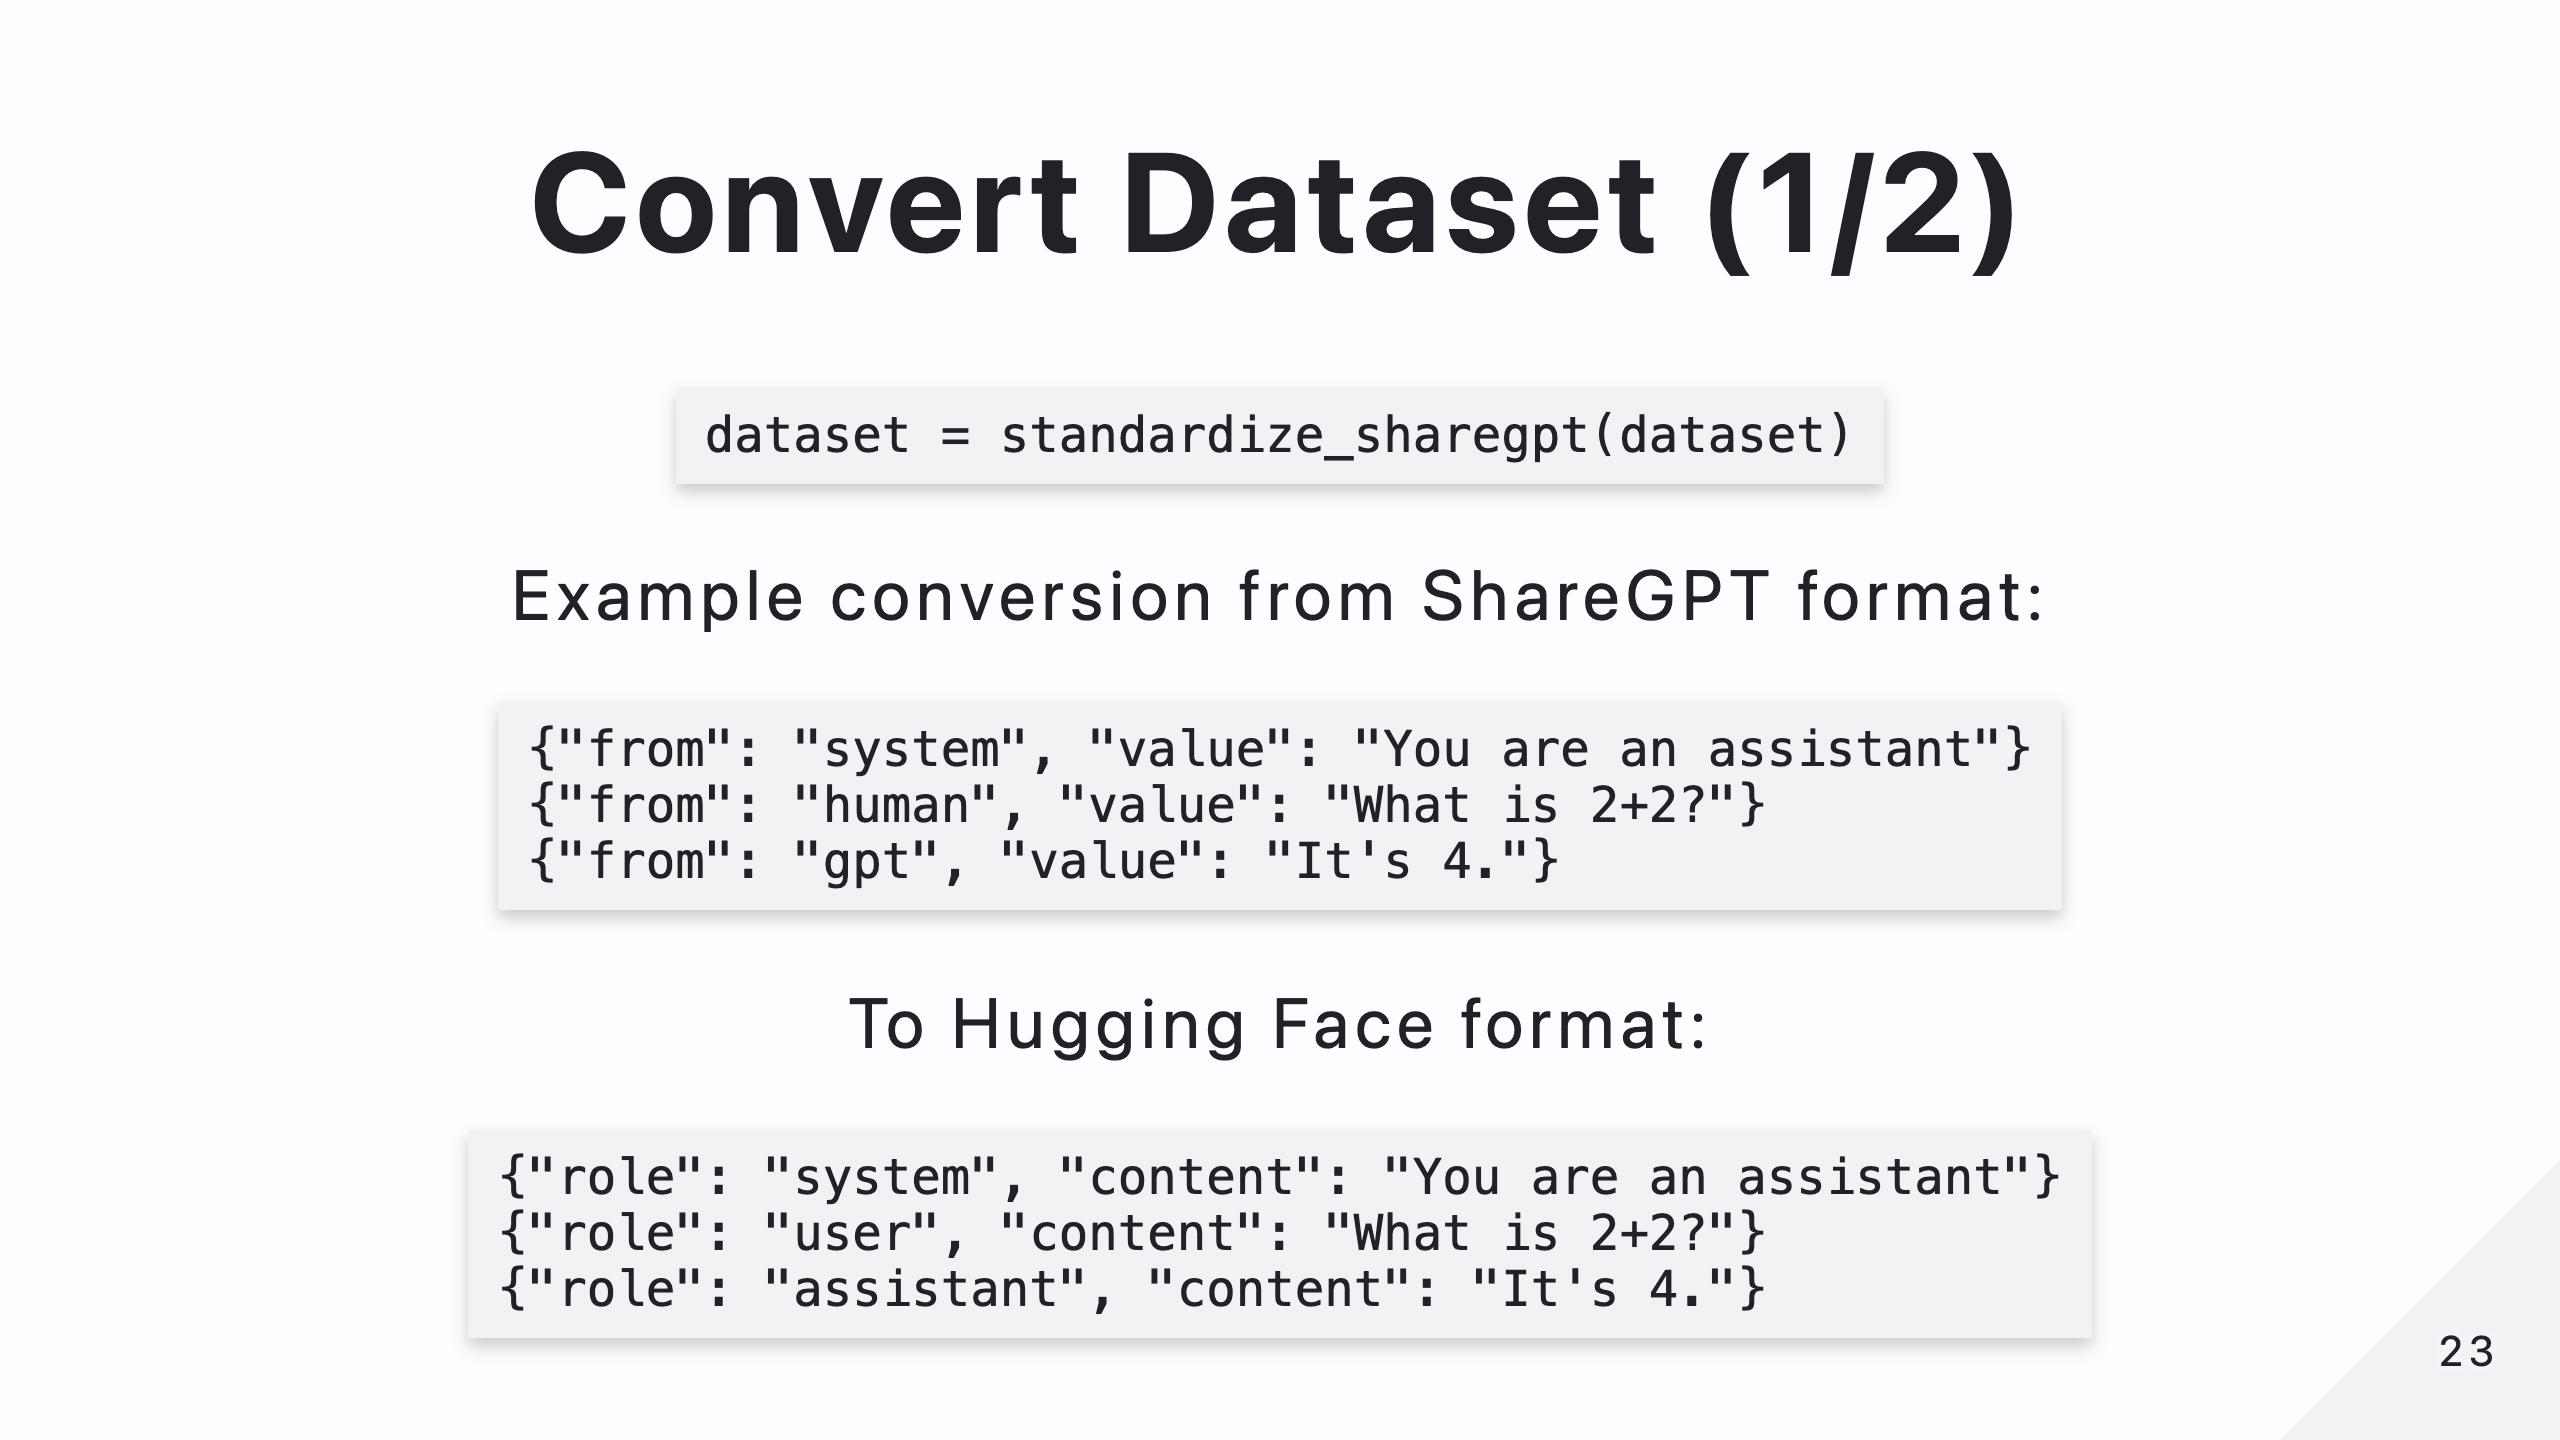 Convert Dataset (1/2)
dataset = standardize_sharegpt(dataset)
Example conversion from ShareGPT format:
{"from": "system", "value": "You are an assistant"}
{"from": "human", "value": "What is 2+2?"}
{"from": "gpt", "value": "It's 4."}
To Hugging Face format:
{"role": "system", "content": "You are an assistant"}
{"role": "user", "content": "What is 2+2?"}
{"role": "assistant", "content": "It's 4."}
23